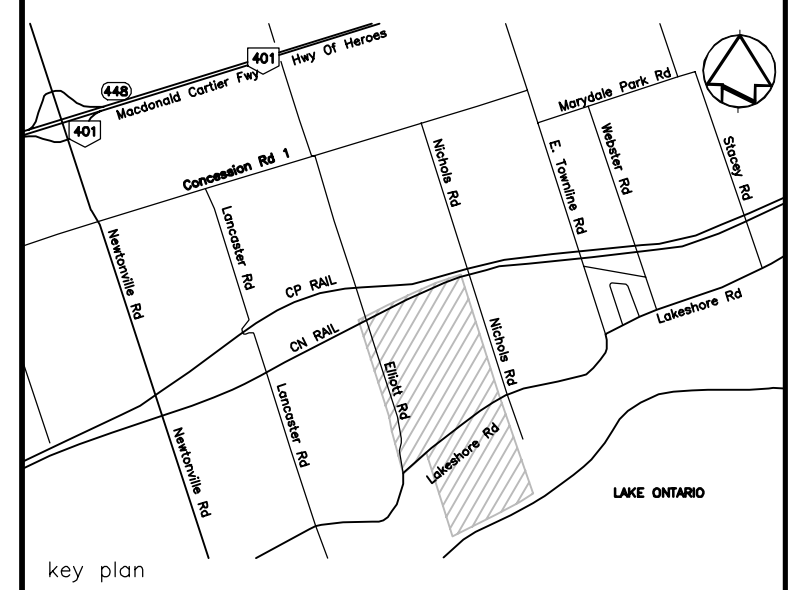 401
Hwy Of Heroes
448
Macdonald Cartier Fwy
401
Marydale Park Rd
Concession Rd 1
Nichols Rd
E. Townline Rd
Webster Rd
Stacey Rd
Lancaster Rd
Newtonville Rd
CP RAIL
CN RAIL
Lakeshore Rd
Nichols Rd
Elliott Rd
Lancaster Rd
Newtonville Rd
Lakeshore Rd
LAKE ONTARIO
key plan